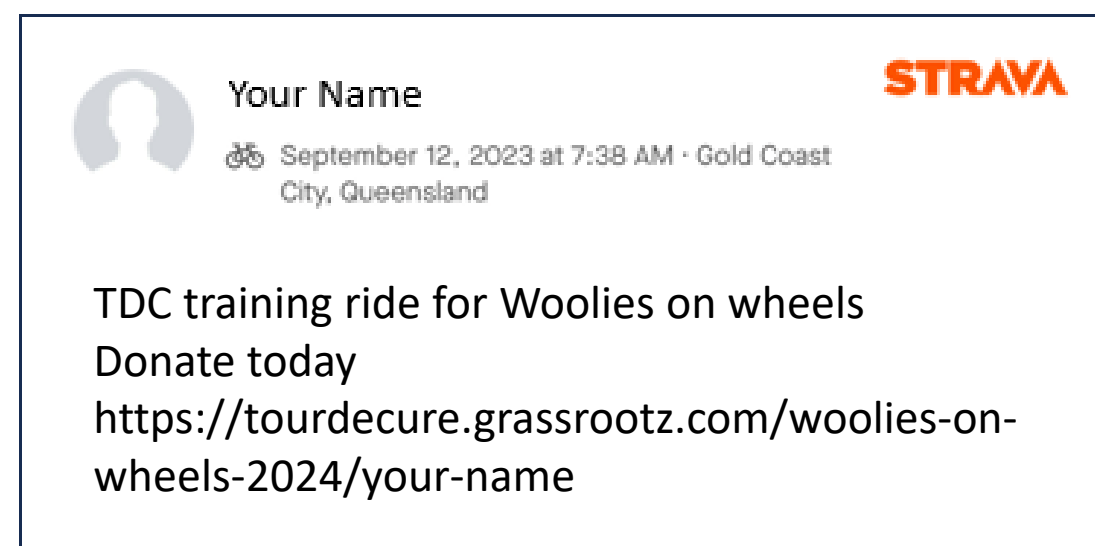 Your Name
STRAVA
September 12, 2023 at 7:38 AM · Gold Coast
City, Queensland
TDC training ride for Woolies on wheels
Donate today
https://tourdecure.grassrootz.com/woolies-on-
wheels-2024/your-name